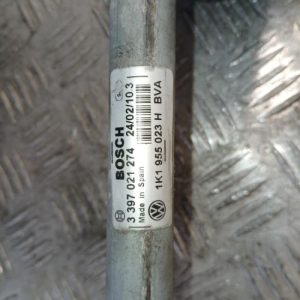 BOSCH
3 397 021 274 24/02/10.3
Made in Spain
1K1 955 023 H BVA